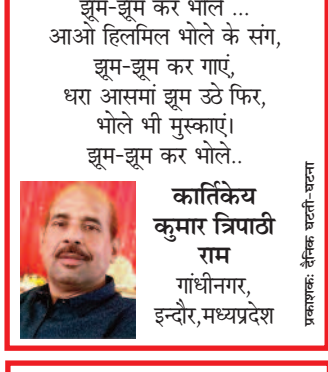 झूम-झूम कर भोले ...
आओ हिलमिल भोले के संग,
झूम-झूम कर गाएं,
धरा आसमां झूम उठे फिर,
भोले भी मुस्काएं।
झूम-झूम कर भोले..
कार्तिकेय
कुमार त्रिपाठी
राम
गांधीनगर,
इन्दौर,मध्यप्रदेश
प्रकाशक: दैनिक घटती-घटना